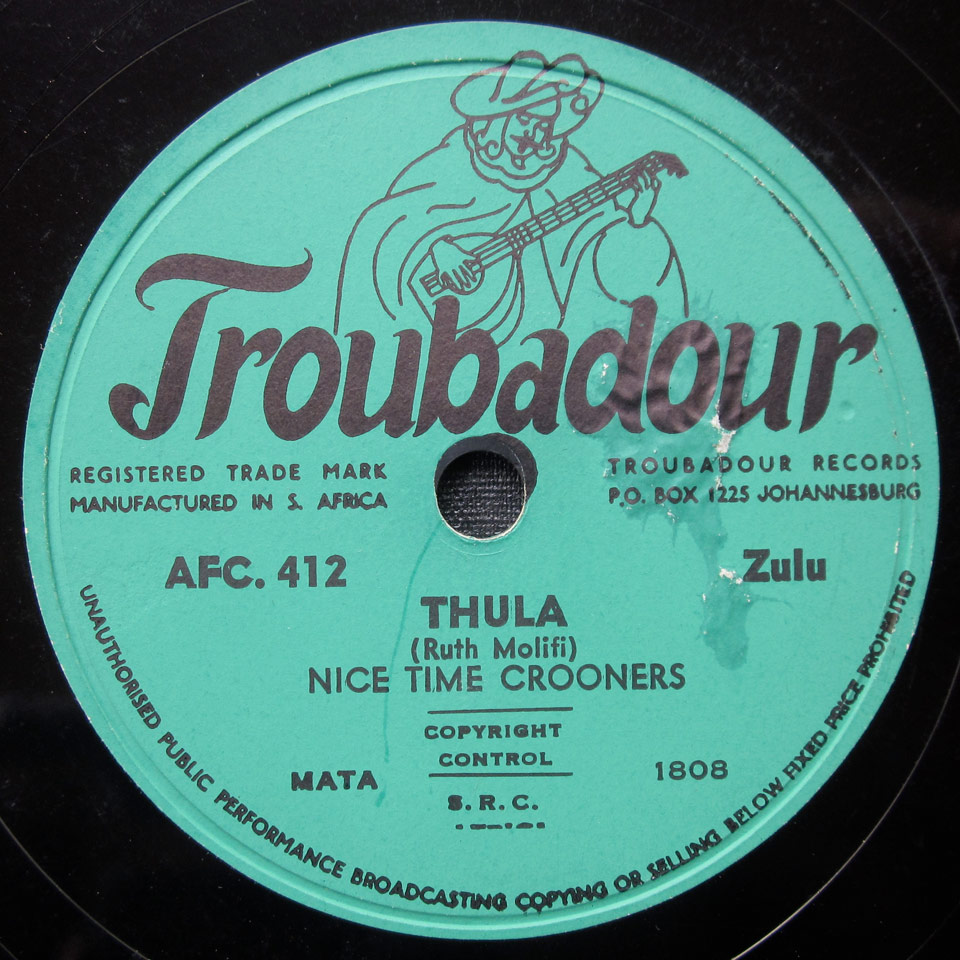 Troubadour
REGISTERED TRADE MARK
MANUFACTURED IN S. AFRICA
TROUBADOUR RECORDS
P.O. BOX 1225 JOHANNESBURG
AFC. 412
Zulu
THULA
(Ruth Molifi)
NICE TIME CROONERS
COPYRIGHT
CONTROL
MATA
1808
S.R.C.
UNAUTHORISED PUBLIC PERFORMANCE BROADCASTING COPYING OR SELLING BELOW FIXED PRICE PROHIBITED